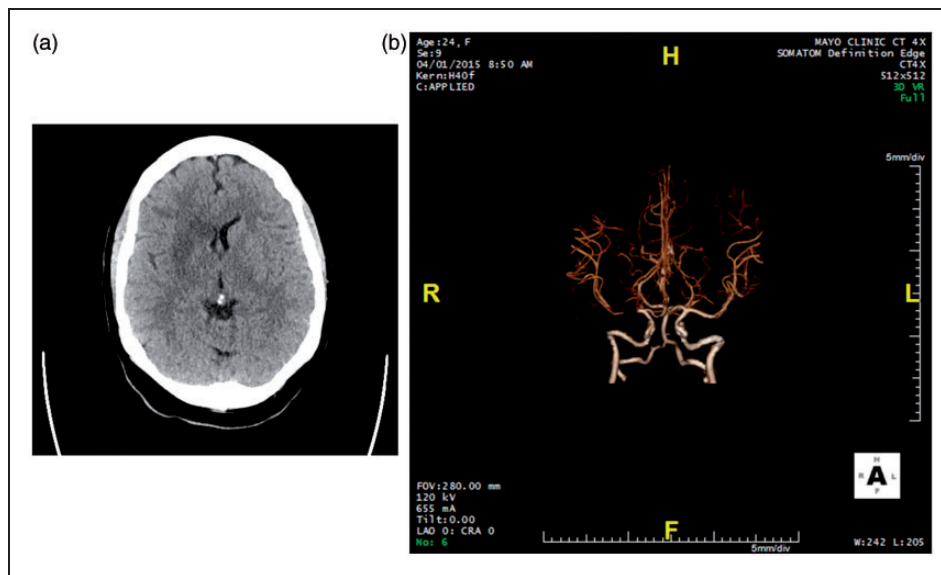 (a)
(b)
Age:24, F
Se:9
04/01/2015 8:50 AM
Kern:H40f
C:APPLIED
H
MAYO CLINIC CT 4X
SOMATOM Definition Edge
CT4X
512x512
3D VR
Full
5mm/div
R
L
FOV:280.00 mm
120 kV
655 mA
Tilt:0.00
LAO 0: CRA 0
No: 6
F
5mm/div
H
R A L
F
W:242 L:205